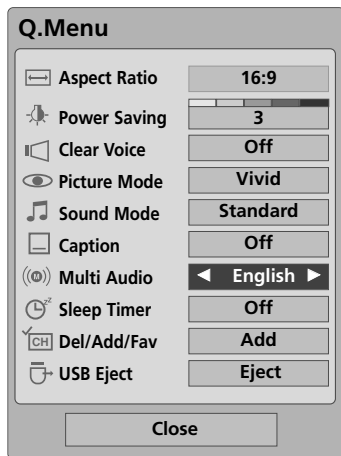 Q.Menu
Aspect Ratio 16:9
Power Saving 3
Clear Voice Off
Picture Mode Vivid
Sound Mode Standard
Caption Off
Multi Audio ◄ English ►
Sleep Timer Off
CH Del/Add/Fav Add
USB Eject Eject
Close